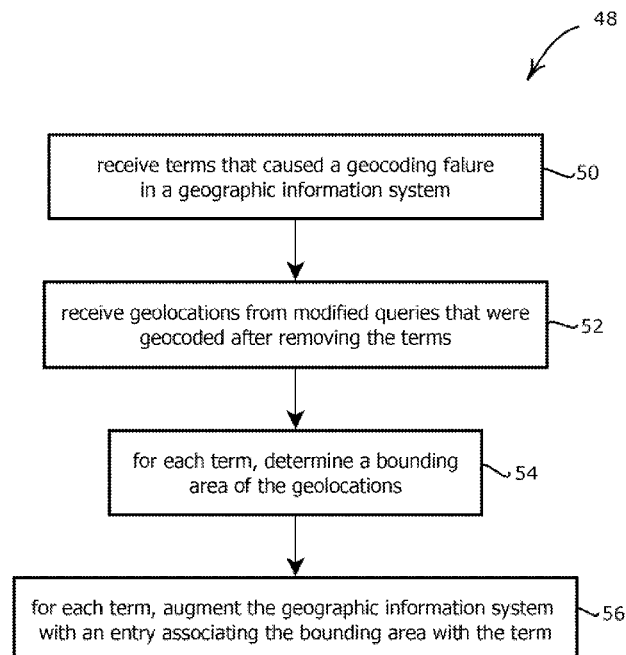 48
receive terms that caused a geocoding failure
in a geographic information system
50
receive geolocations from modified queries that were
geocoded after removing the terms
52
for each term, determine a bounding
area of the geolocations
54
for each term, augment the geographic information system
with an entry associating the bounding area with the term
56